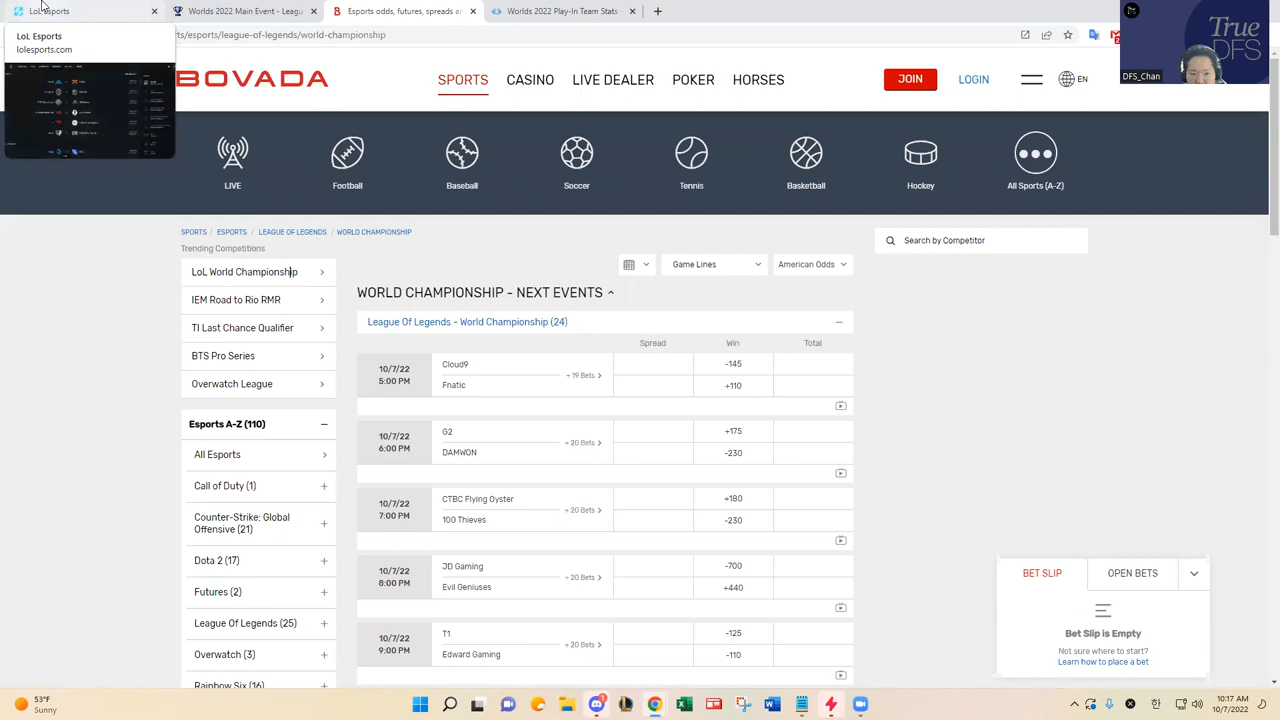 LoL Esports
Worlds 2022 Main Event - Leagu
Esports odds, futures, spreads ar
Worlds 2022 Play-In Team Stats -
LoL Esports
lolesports.com
rts/esports/league-of-legends/world-championship
True
DFS
DFS_Chan
BOVADA
SPORTS
CASINO
LIVE DEALER
POKER
HORSES
JOIN
LOGIN
EN
LIVE
Football
Baseball
Soccer
Tennis
Basketball
Hockey
All Sports (A-Z)
SPORTS / ESPORTS / LEAGUE OF LEGENDS / WORLD CHAMPIONSHIP
Trending Competitions
LoL World Championship
IEM Road to Rio RMR
TI Last Chance Qualifier
BTS Pro Series
Overwatch League
Esports A-Z (110)
All Esports
Call of Duty (1)
Counter-Strike: Global
Offensive (21)
Dota 2 (17)
Futures (2)
League Of Legends (25)
Overwatch (3)
Rainbow Six (16)
Game Lines
American Odds
WORLD CHAMPIONSHIP - NEXT EVENTS
League Of Legends - World Championship (24)
Spread Win Total
10/7/22
5:00 PM
Cloud9 -145
+ 19 Bets
Fnatic +110
10/7/22
6:00 PM
G2 +175
+ 20 Bets
DAMWON -230
10/7/22
7:00 PM
CTBC Flying Oyster +180
+ 20 Bets
100 Thieves -230
10/7/22
8:00 PM
JD Gaming -700
+ 20 Bets
Evil Geniuses +440
10/7/22
9:00 PM
T1 -125
+ 20 Bets
Edward Gaming -110
Search by Competitor
BET SLIP
OPEN BETS
Bet Slip is Empty
Not sure where to start?
Learn how to place a bet
53°F
Sunny
10:17 AM
10/7/2022